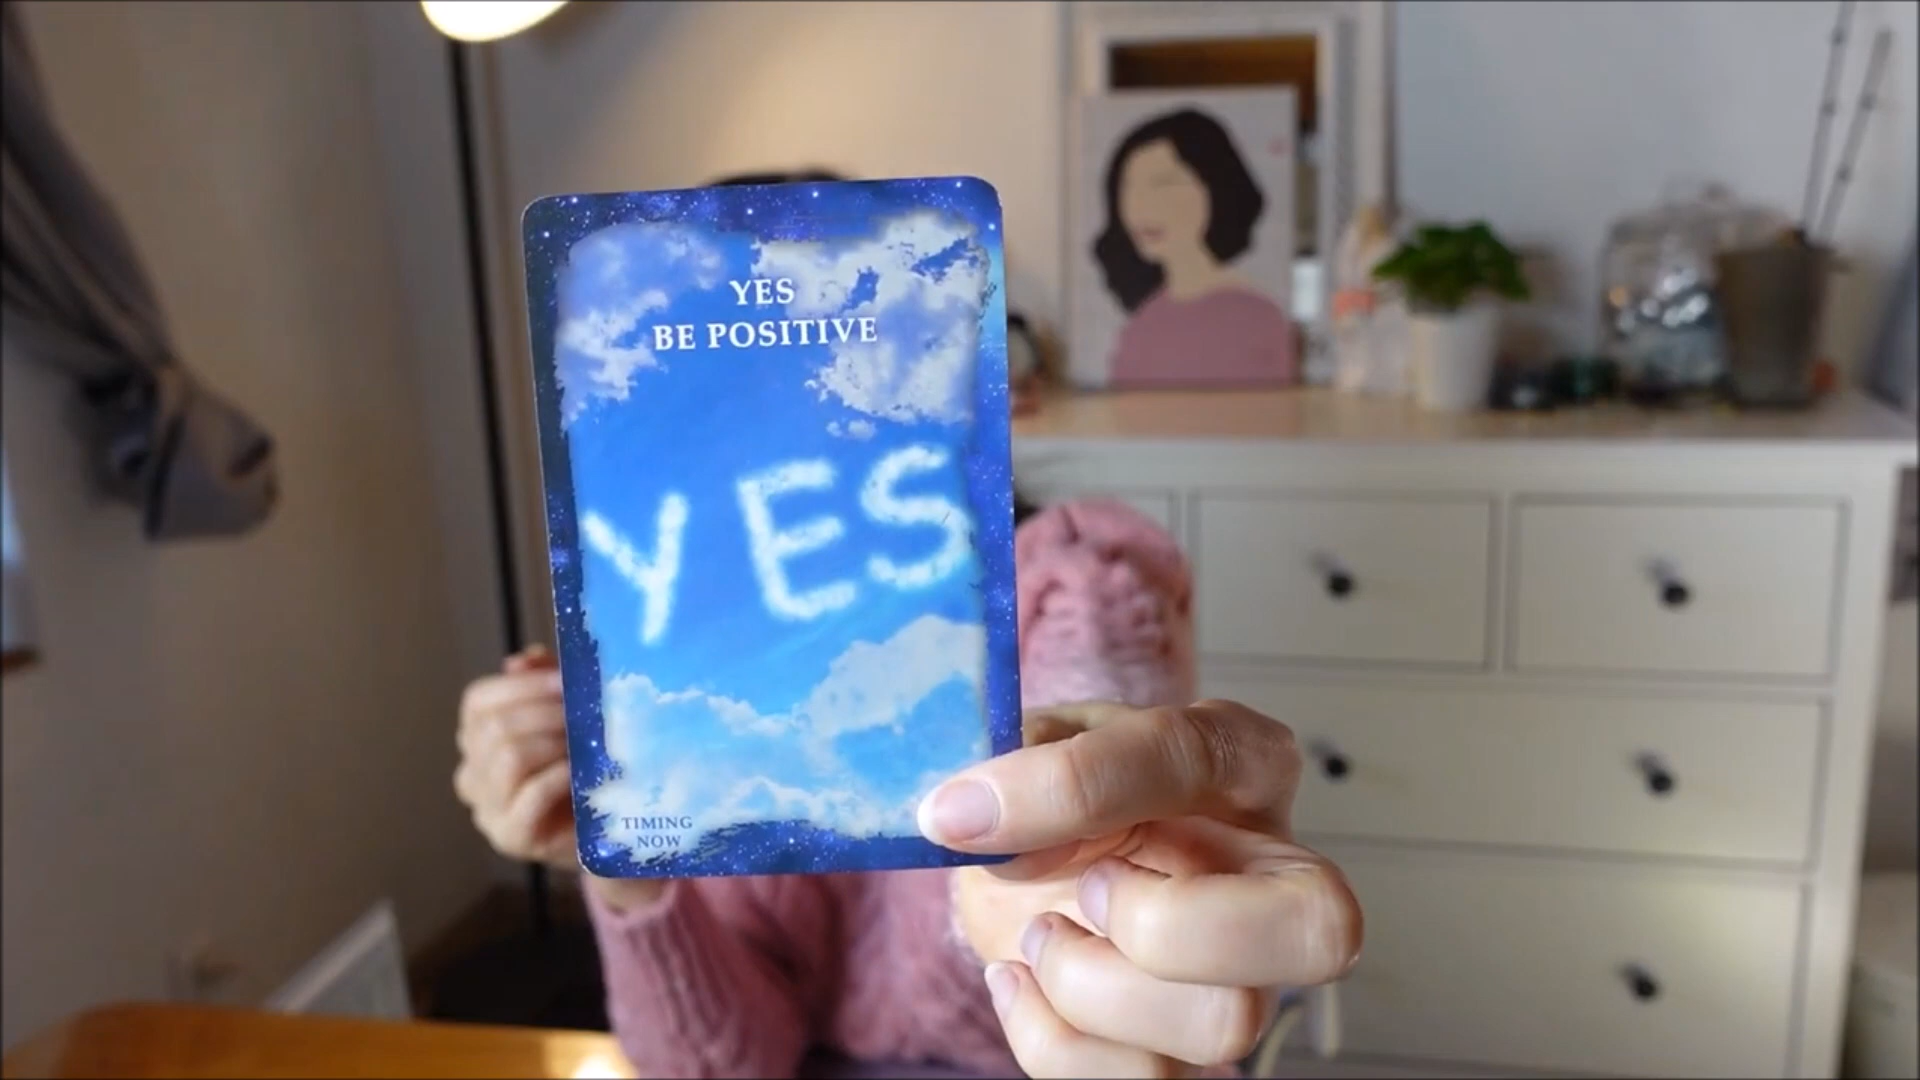 YES
BE POSITIVE
YES
TIMING
NOW